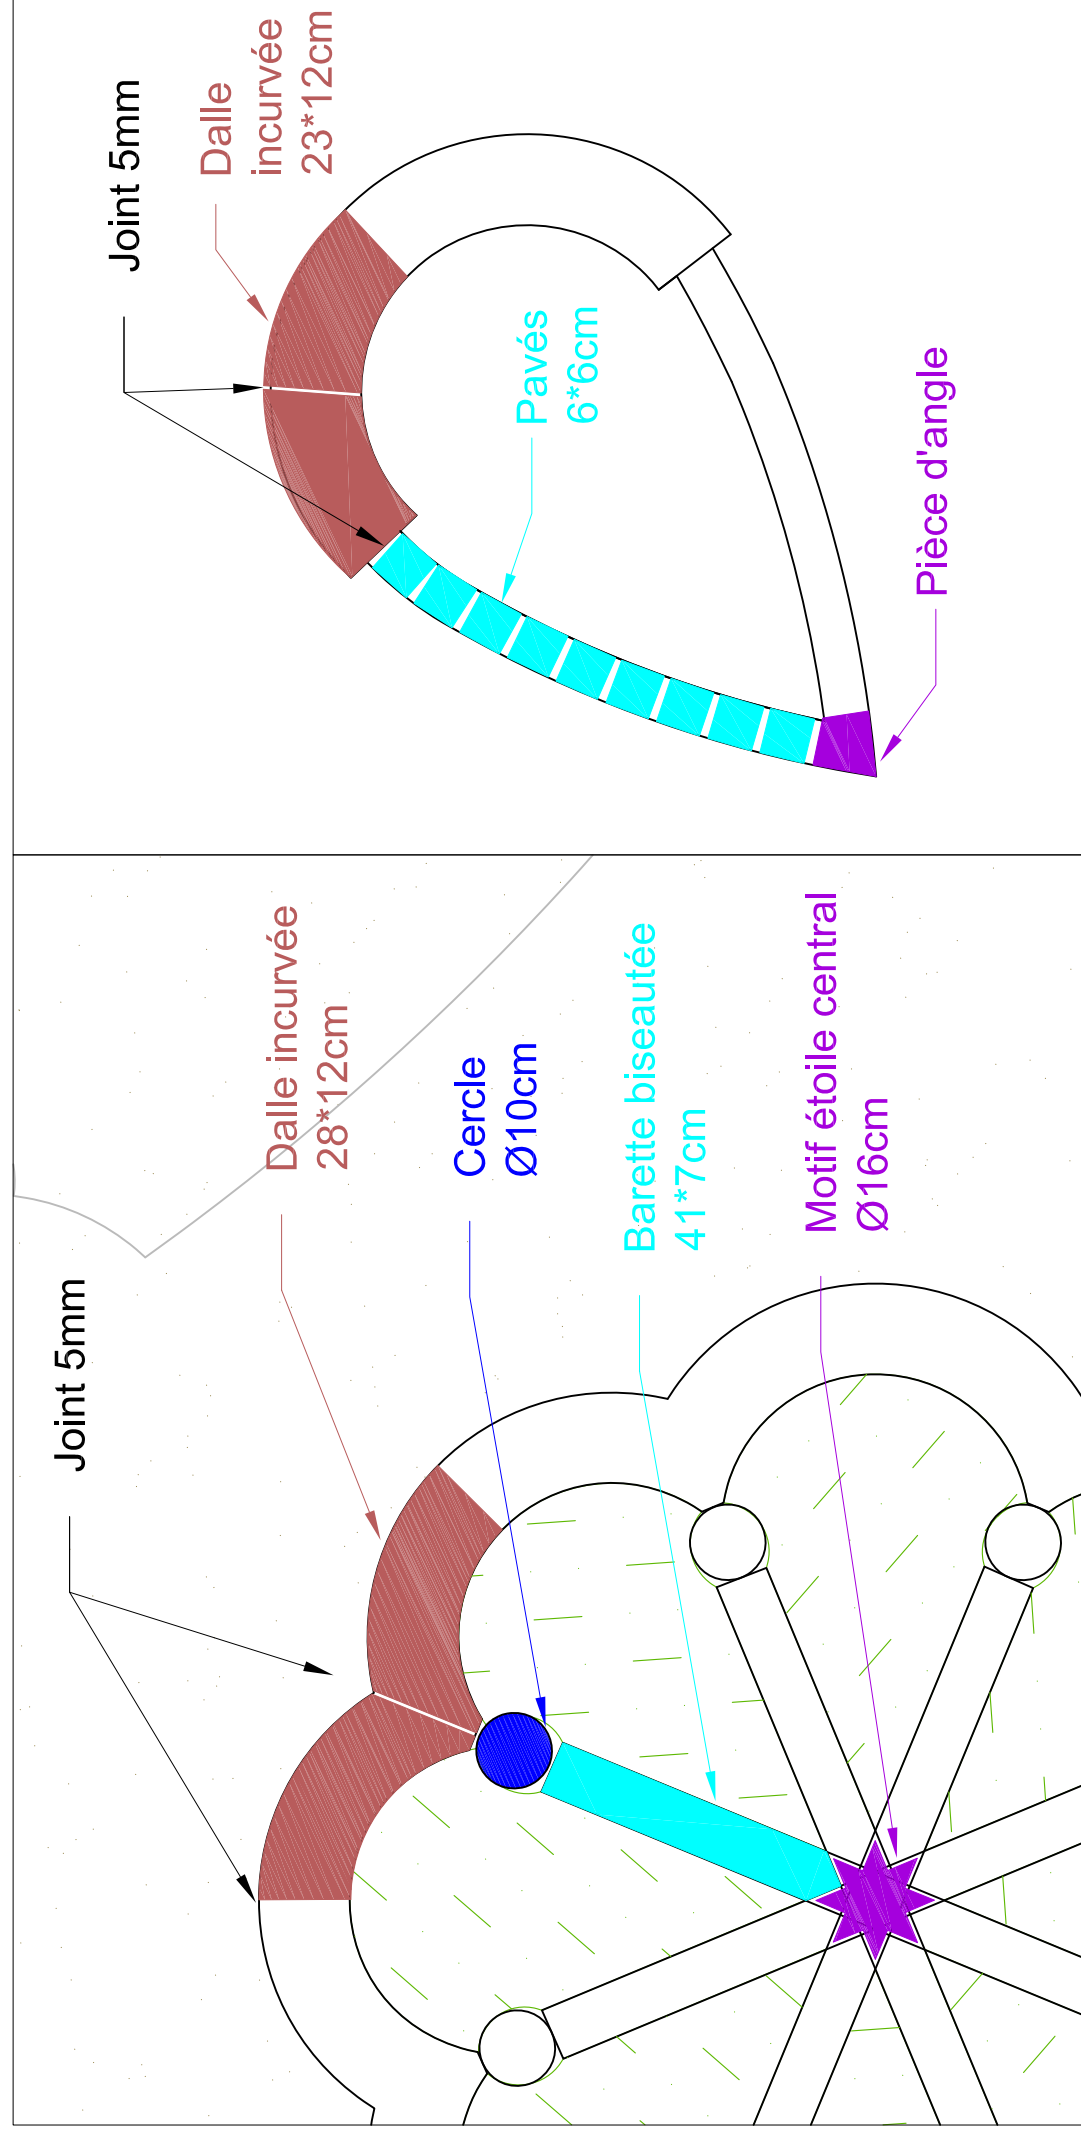 Joint 5mm
Dalle
incurvée
23*12cm
Pavés
6*6cm
Pièce d'angle
Joint 5mm
Dalle incurvée
28*12cm
Cercle
Ø10cm
Barette biseautée
41*7cm
Motif étoile central
Ø16cm